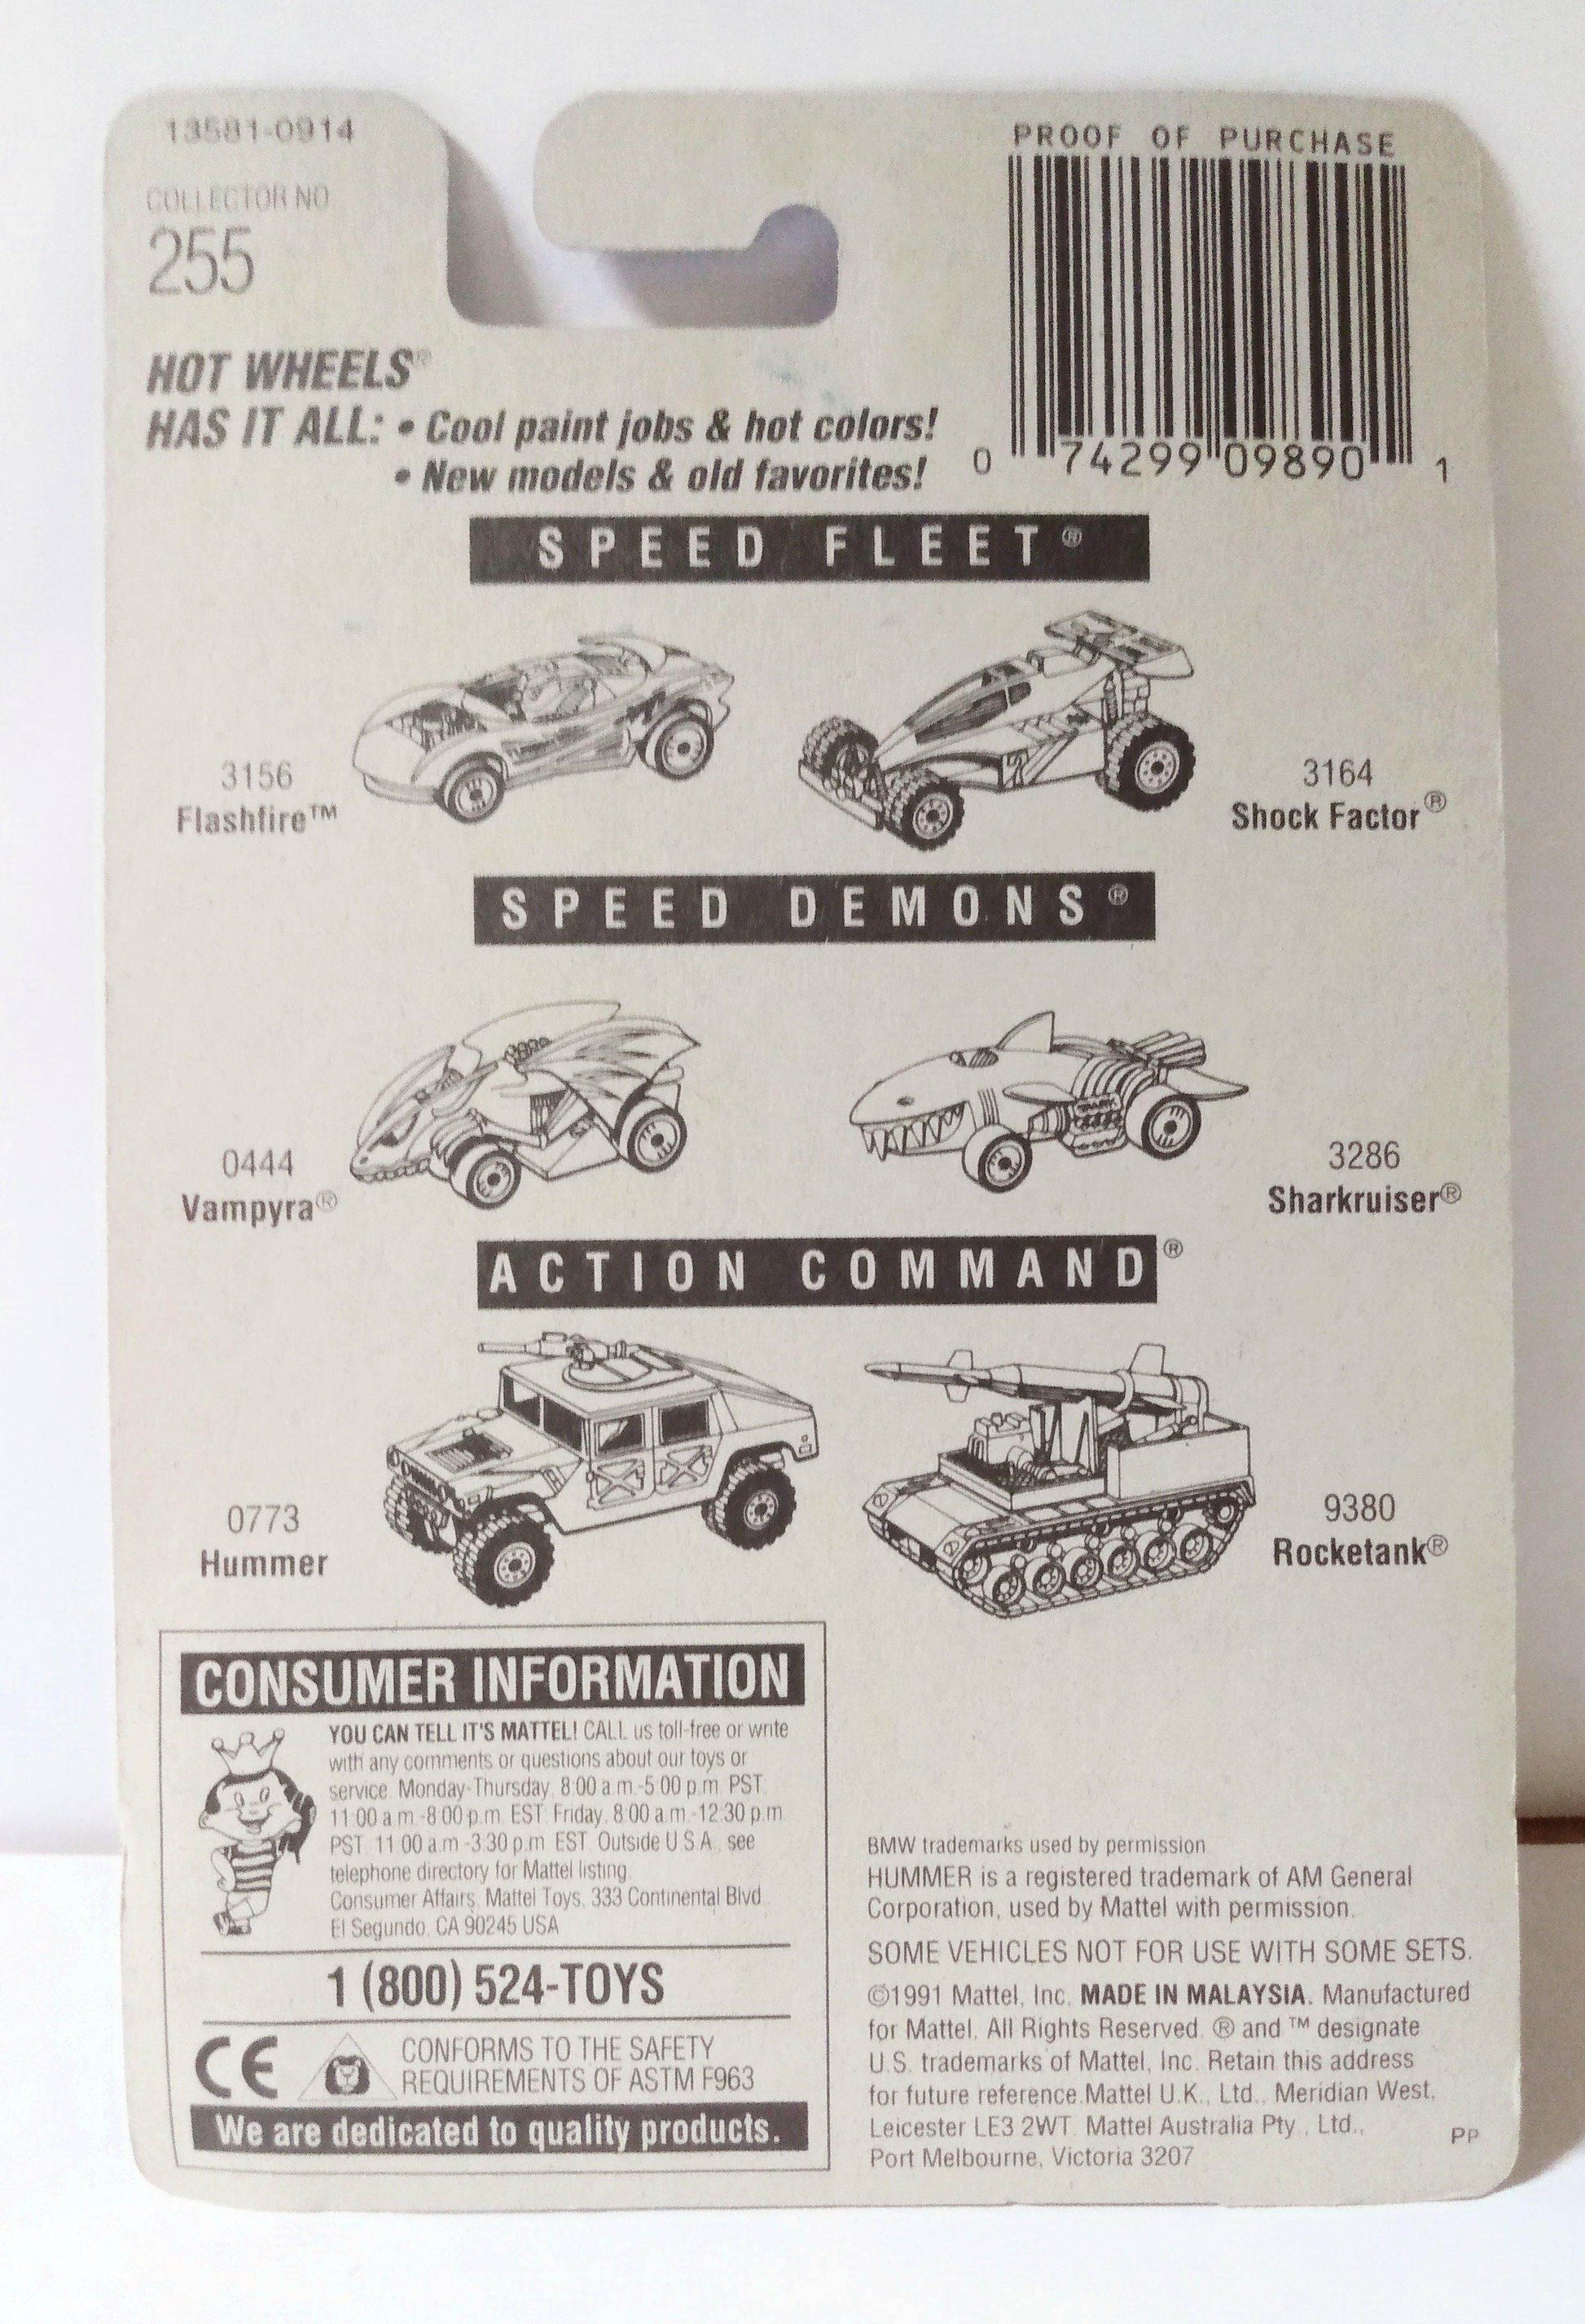 13581-0914
COLLECTOR NO
255
PROOF OF PURCHASE
0 74299 09890 1
HOT WHEELS®
HAS IT ALL: • Cool paint jobs & hot colors!
• New models & old favorites!
SPEED FLEET®
3156
Flashfire™
3164
Shock Factor®
SPEED DEMONS®
0444
Vampyra®
3286
Sharkruiser®
ACTION COMMAND®
0773
Hummer
9380
Rocketank®
CONSUMER INFORMATION
YOU CAN TELL IT'S MATTEL! CALL us toll-free or write
with any comments or questions about our toys or
service. Monday-Thursday, 8:00 a.m.-5:00 p.m. PST,
11:00 a.m.-8:00 p.m. EST. Friday, 8:00 a.m.-12:30 p.m.
PST, 11:00 a.m.-3:30 p.m. EST. Outside U.S.A., see
telephone directory for Mattel listing.
Consumer Affairs, Mattel Toys, 333 Continental Blvd.,
El Segundo, CA 90245 USA
1 (800) 524-TOYS
CE
CONFORMS TO THE SAFETY
REQUIREMENTS OF ASTM F963
We are dedicated to quality products.
BMW trademarks used by permission
HUMMER is a registered trademark of AM General
Corporation, used by Mattel with permission.
SOME VEHICLES NOT FOR USE WITH SOME SETS.
©1991 Mattel, Inc. MADE IN MALAYSIA. Manufactured
for Mattel. All Rights Reserved. ® and ™ designate
U.S. trademarks of Mattel, Inc. Retain this address
for future reference.Mattel U.K., Ltd., Meridian West,
Leicester LE3 2WT. Mattel Australia Pty., Ltd.,
Port Melbourne, Victoria 3207
PP